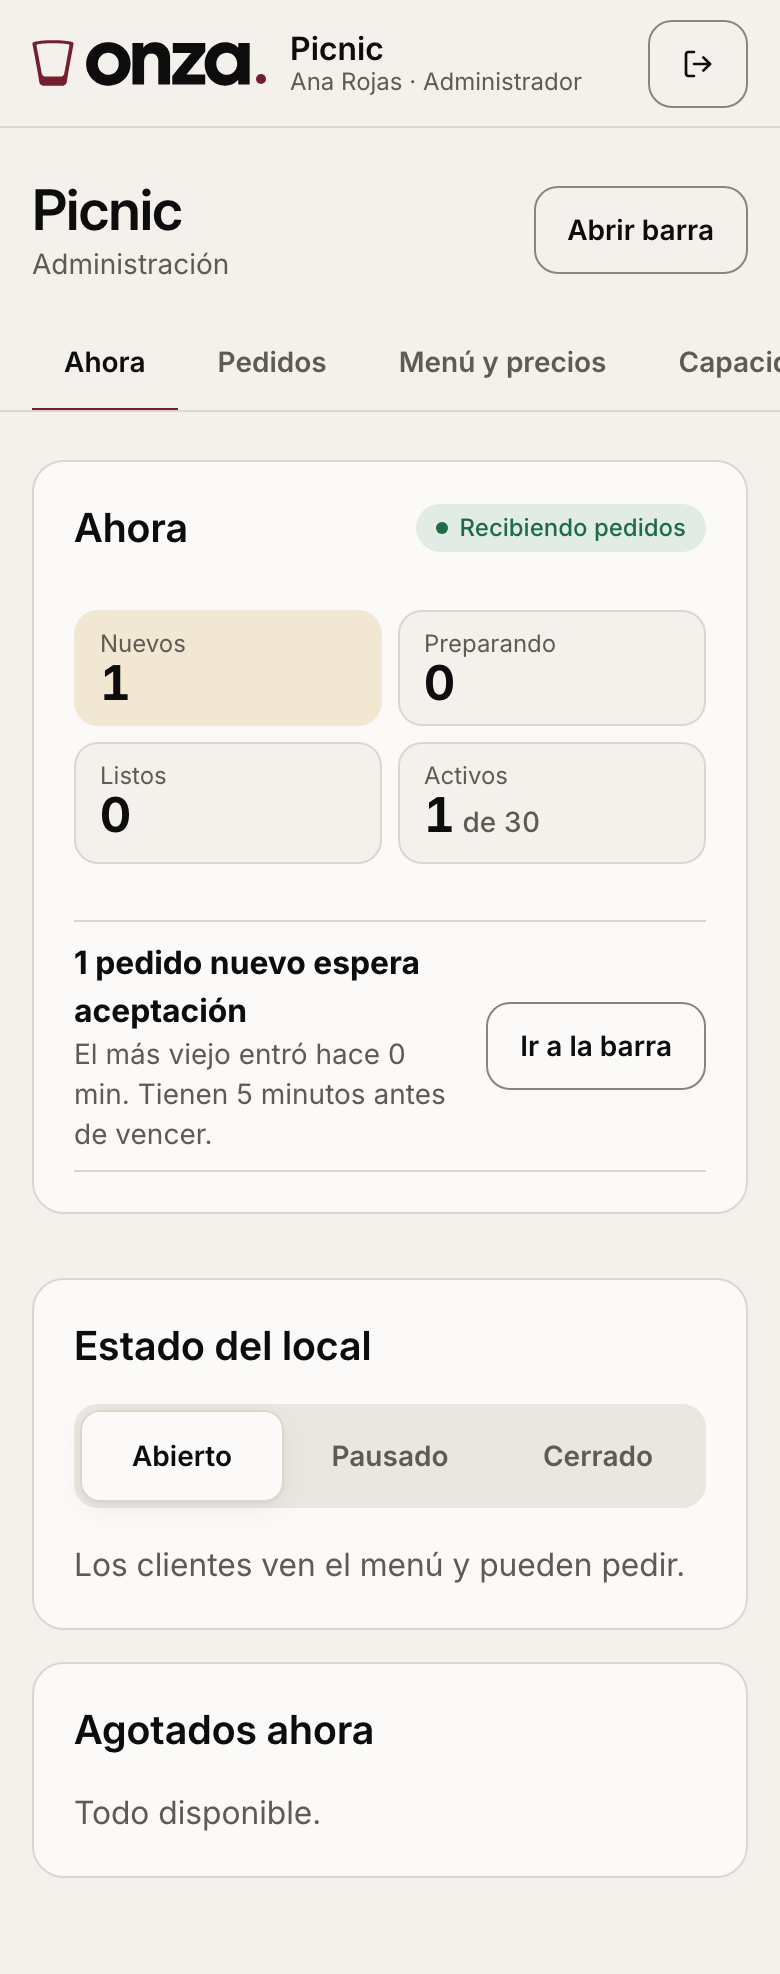 onza.
Picnic
Ana Rojas · Administrador
Picnic
Administración
Abrir barra
Ahora
Pedidos
Menú y precios
Capacid
Ahora
Recibiendo pedidos
Nuevos
1
Preparando
0
Listos
0
Activos
1 de 30
1 pedido nuevo espera
aceptación
El más viejo entró hace 0
min. Tienen 5 minutos antes
de vencer.
Ir a la barra
Estado del local
Abierto
Pausado
Cerrado
Los clientes ven el menú y pueden pedir.
Agotados ahora
Todo disponible.